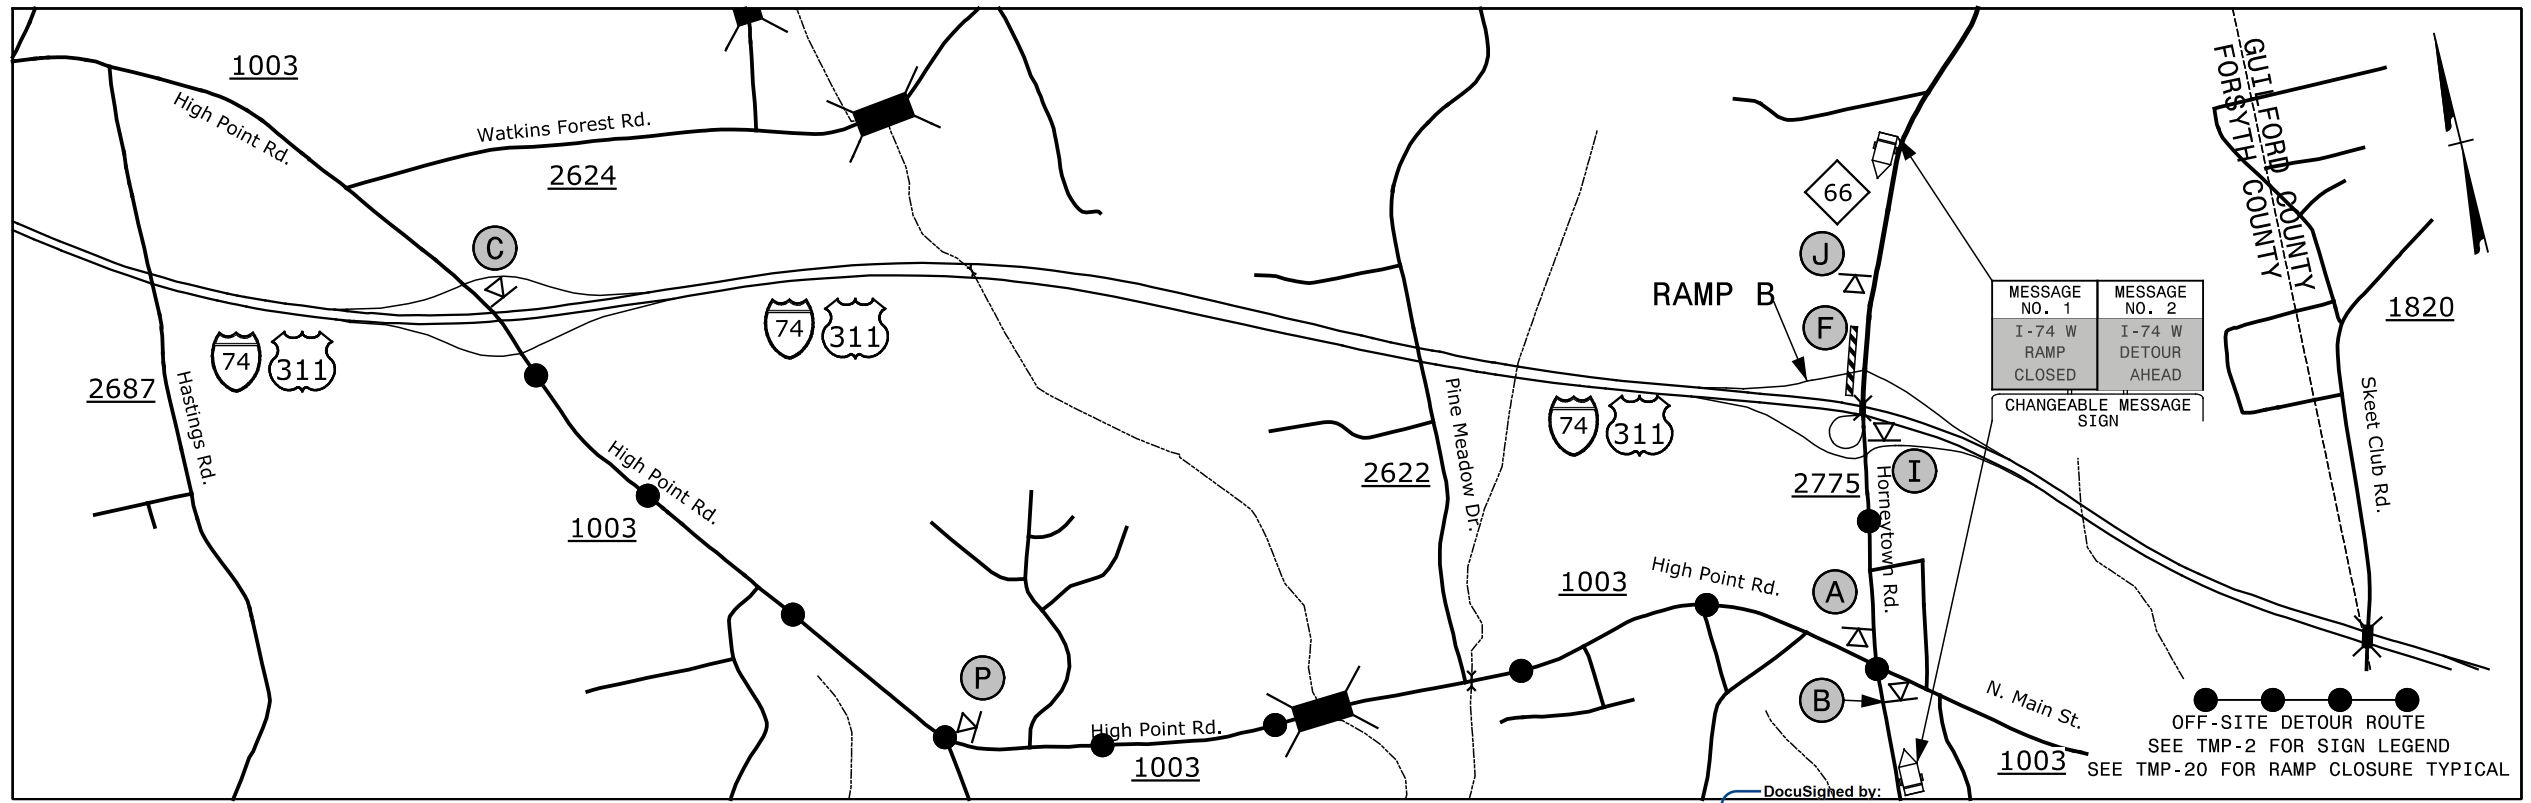 1003
High Point Rd.
Watkins Forest Rd.
2624
C
66
J
RAMP B
F
GUILFORD COUNTY
FORSYTH COUNTY
MESSAGE NO. 1
MESSAGE NO. 2
I-74 W
RAMP
CLOSED
I-74 W
DETOUR
AHEAD
CHANGEABLE MESSAGE
SIGN
1820
74
311
74
311
2687
Hastings Rd.
74
311
Pine Meadow Dr.
Skeet Club Rd.
High Point Rd.
1003
2622
2775
I
Horneytown Rd.
1003
High Point Rd.
A
P
B
N. Main St.
High Point Rd.
1003
1003
OFF-SITE DETOUR ROUTE
SEE TMP-2 FOR SIGN LEGEND
SEE TMP-20 FOR RAMP CLOSURE TYPICAL
DocuSigned by: